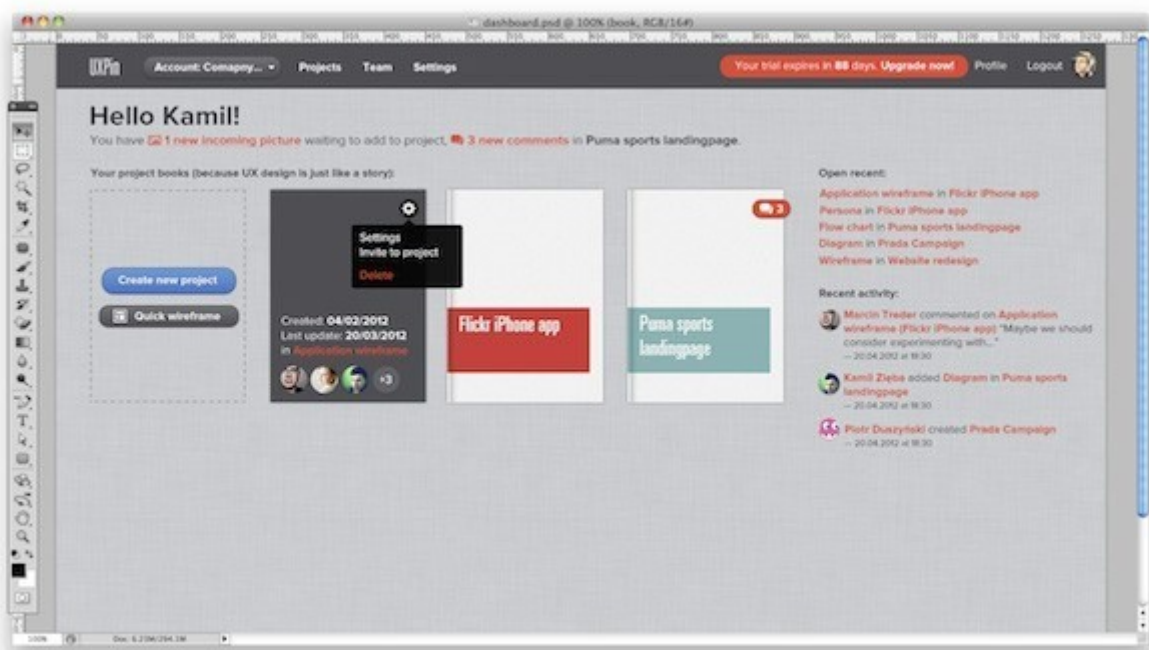 dashboard.psd @ 100% (book, RGB/16#)
UXPin
Account: Comapny...
Projects
Team
Settings
Your trial expires in 88 days. Upgrade now!
Profile
Logout
Hello Kamil!
You have 1 new incoming picture waiting to add to project, 3 new comments in Puma sports landingpage.
Your project books (because UX design is just like a story):
Create new project
Quick wireframe
Settings
Invite to project
Delete
Created: 04/02/2012
Last update: 20/03/2012
in Application wireframe
+3
Flickr iPhone app
3
Puma sports
landingpage
Open recent:
Application wireframe in Flickr iPhone app
Persona in Flickr iPhone app
Flow chart in Puma sports landingpage
Diagram in Prada Campaign
Wireframe in Website redesign
Recent activity:
Marcin Treder commented on Application
wireframe (Flickr iPhone app) "Maybe we should
consider experimenting with..."
— 20.04.2012 at 18:30
Kamil Zięba added Diagram in Puma sports
landingpage
— 20.04.2012 at 18:30
Piotr Duszyński created Prada Campaign
— 20.04.2012 at 18:30
100%